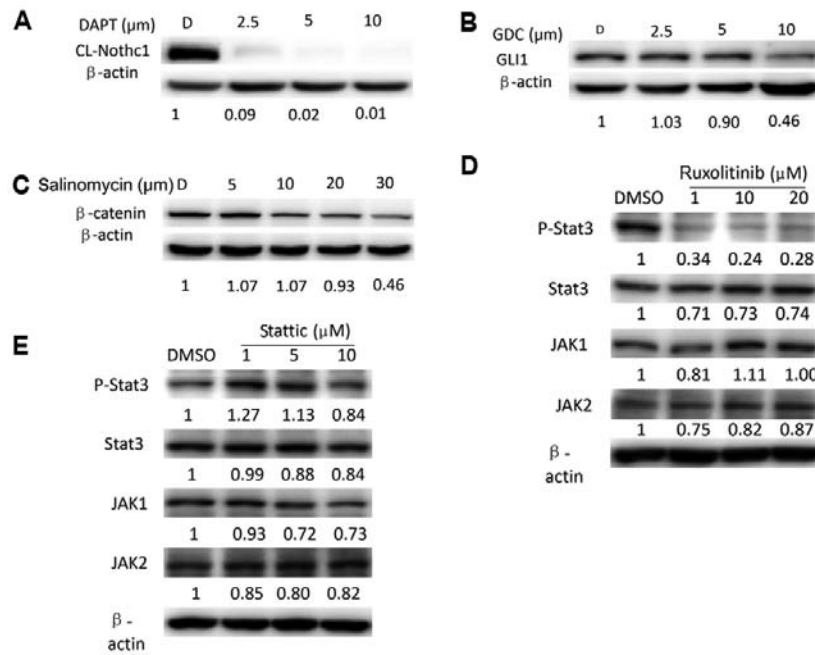 A DAPT (μm) D 2.5 5 10
CL-Nothc1
β-actin
1 0.09 0.02 0.01
B GDC (μm) D 2.5 5 10
GLI1
β-actin
1 1.03 0.90 0.46
C Salinomycin (μm) D 5 10 20 30
β-catenin
β-actin
1 1.07 1.07 0.93 0.46
D Ruxolitinib (μM)
DMSO 1 10 20
P-Stat3
1 0.34 0.24 0.28
Stat3
1 0.71 0.73 0.74
JAK1
1 0.81 1.11 1.00
JAK2
1 0.75 0.82 0.87
β-
actin
E Stattic (μM)
DMSO 1 5 10
P-Stat3
1 1.27 1.13 0.84
Stat3
1 0.99 0.88 0.84
JAK1
1 0.93 0.72 0.73
JAK2
1 0.85 0.80 0.82
β-
actin